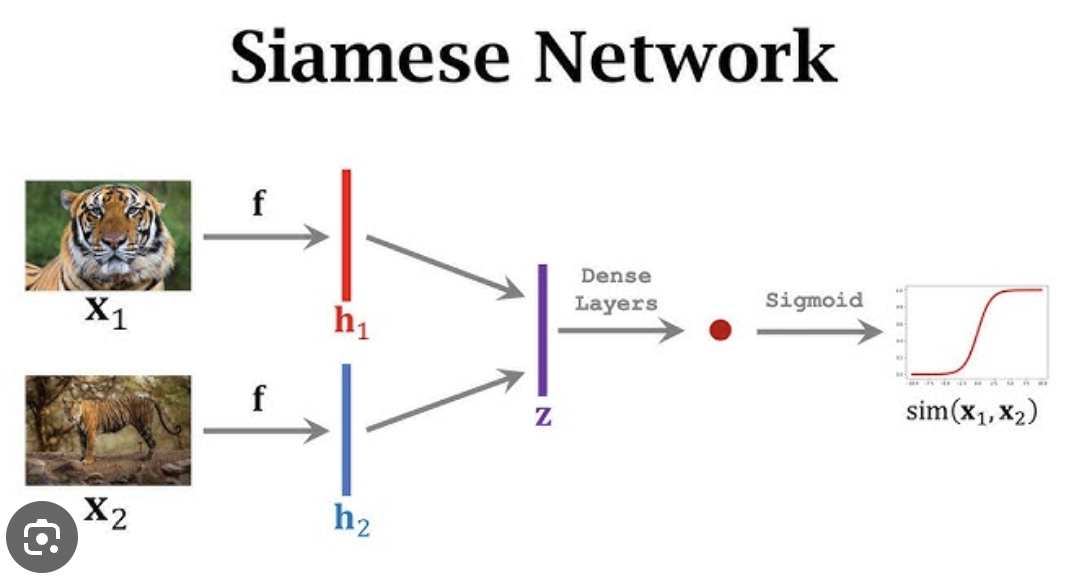 Siamese Network
f
x₁
h₁
f
x₂
h₂
z
Dense
Layers
Sigmoid
sim(x₁, x₂)